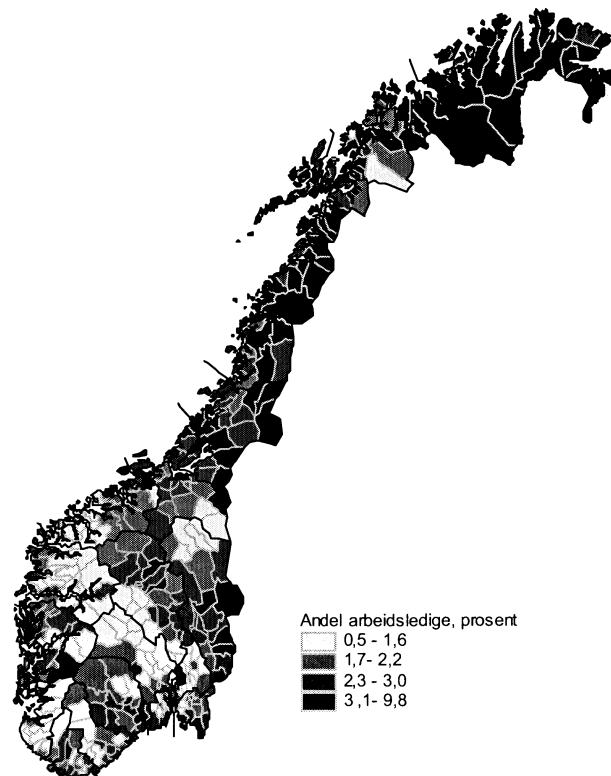 Andel arbeidsledige, prosent
0,5 - 1,6
1,7- 2,2
2,3 - 3,0
3 ,1- 9,8